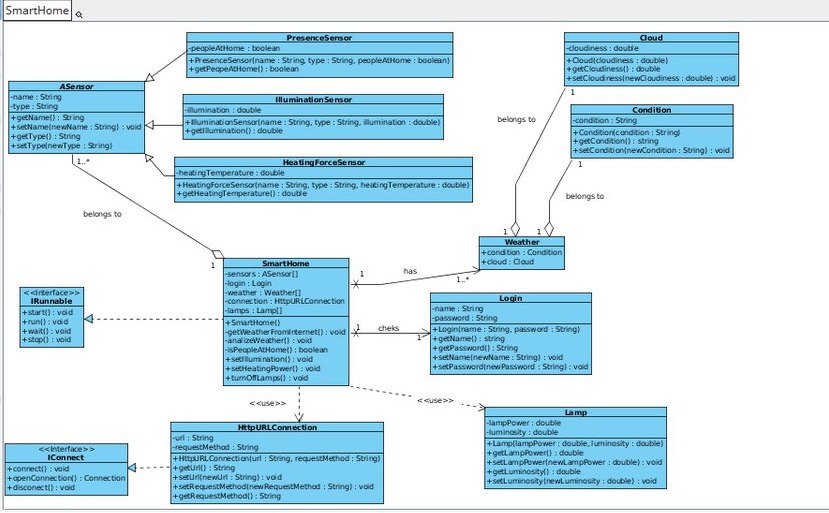 SmartHome
PresenceSensor
-peopleAtHome : boolean
+PresenceSensor(name : String, type : String, peopleAtHome : boolean)
+getPeopeAtHome() : boolean
Cloud
-cloudiness : double
+Cloud(cloudiness : double)
+getCloudiness() : double
+setCloudiness(newCloudiness : double) : void
ASensor
-name : String
-type : String
+getName() : String
+setName(newName : String) : void
+getType() : String
+setType(newType : String)
IlluminationSensor
-illumination : double
+IlluminationSensor(name : String, type : String, illumination : double)
+getIllumination() : double
1
belongs to
Condition
-condition : String
+Condition(condition : String)
+getCondition() : string
+setCondition(newCondition : String) : void
1
belongs to
HeatingForceSensor
-heatingTemperature : double
+HeatingForceSensor(name : String, type : String, heatingTemperature : double)
+getHeatingTemperature() : double
1..*
belongs to
1
1 1
Weather
+condition : Condition
+cloud : Cloud
SmartHome
-sensors : ASensor[]
-login : Login
-weather : Weather[]
-connection : HttpURLConnection
-lamps : Lamp[]
+SmartHome()
-getWeatherFromInternet() : void
-analizeWeather() : void
-isPeopleAtHome() : boolean
+setIllumination() : void
+setHeatingPower() : void
+turnOffLamps() : void
1
has
1..*
<<Interface>>
IRunnable
+start() : void
+run() : void
+wait() : void
+stop() : void
Login
-name : String
-password : String
+Login(name : String, password : String)
+getName() : string
+getPassword() : String
+setName(newName : String) : void
+setPassword(newPassword : String) : void
1
cheks
1
<<use>>
<<use>>
HttpURLConnection
-url : String
-requestMethod : String
+HttpURLConnection(url : String, requestMethod : String)
+getUrl() : String
+setUrl(newUrl : String) : void
+setRequestMethod(newRequestMethod : String) : void
+getRequestMethod() : String
Lamp
-lampPower : double
-luminosity : double
+Lamp(lampPower : double, luminosity : double)
+getLampPower() : double
+setLampPower(newLampPower : double) : void
+getLuminosity() : double
+setLuminosity(newLuminosity : double) : void
<<Interface>>
IConnect
+connect() : void
+openConnection() : Connection
+disconect() : void